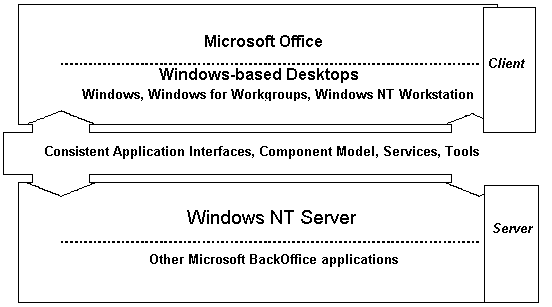 Microsoft Office
Client
Windows-based Desktops
Windows, Windows for Workgroups, Windows NT Workstation
Consistent Application Interfaces, Component Model, Services, Tools
Windows NT Server
Server
Other Microsoft BackOffice applications